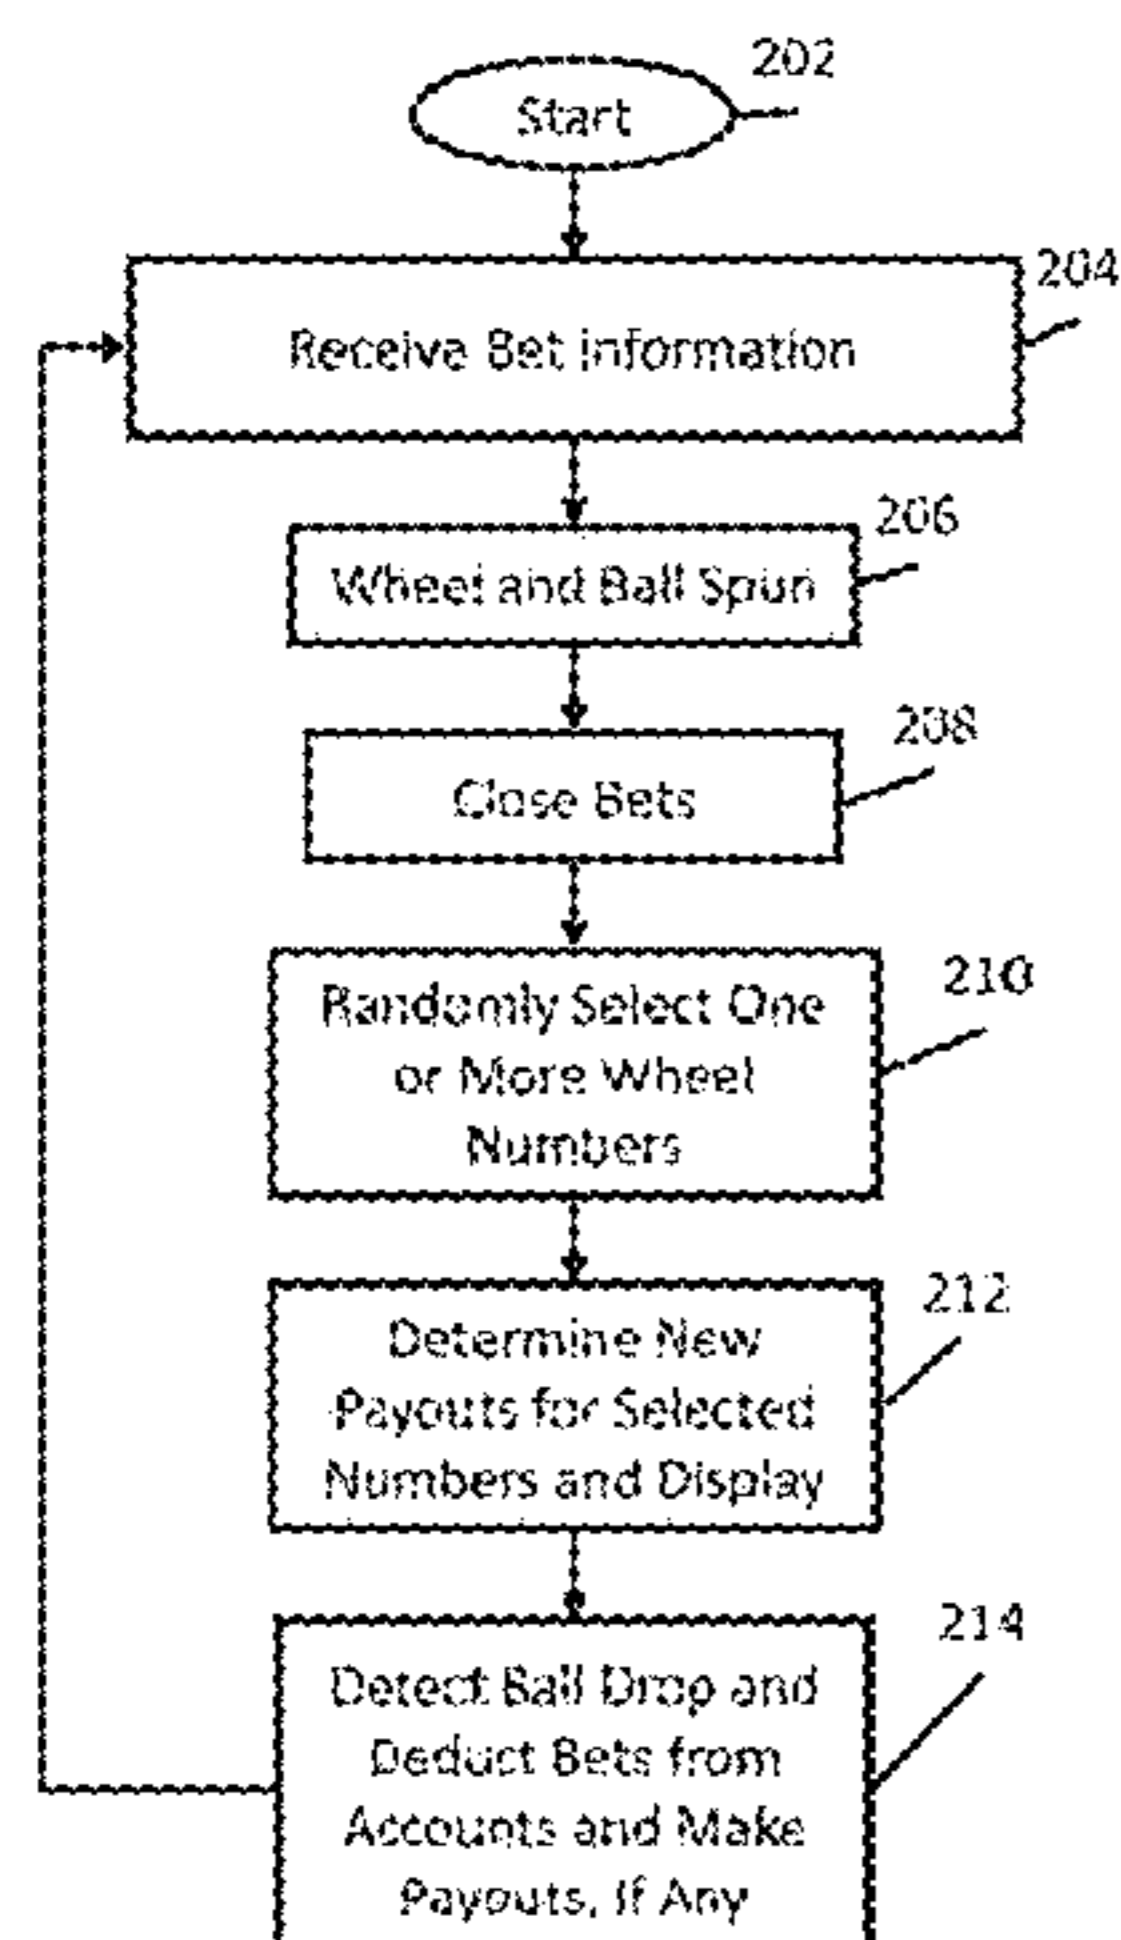 202
Start
204
Receive Bet Information
206
Wheel and Ball Spun
208
Close Bets
210
Randomly Select One
or More Wheel
Numbers
212
Determine New
Payouts for Selected
Numbers and Display
214
Detect Ball Drop and
Deduct Bets from
Accounts and Make
Payouts, If Any